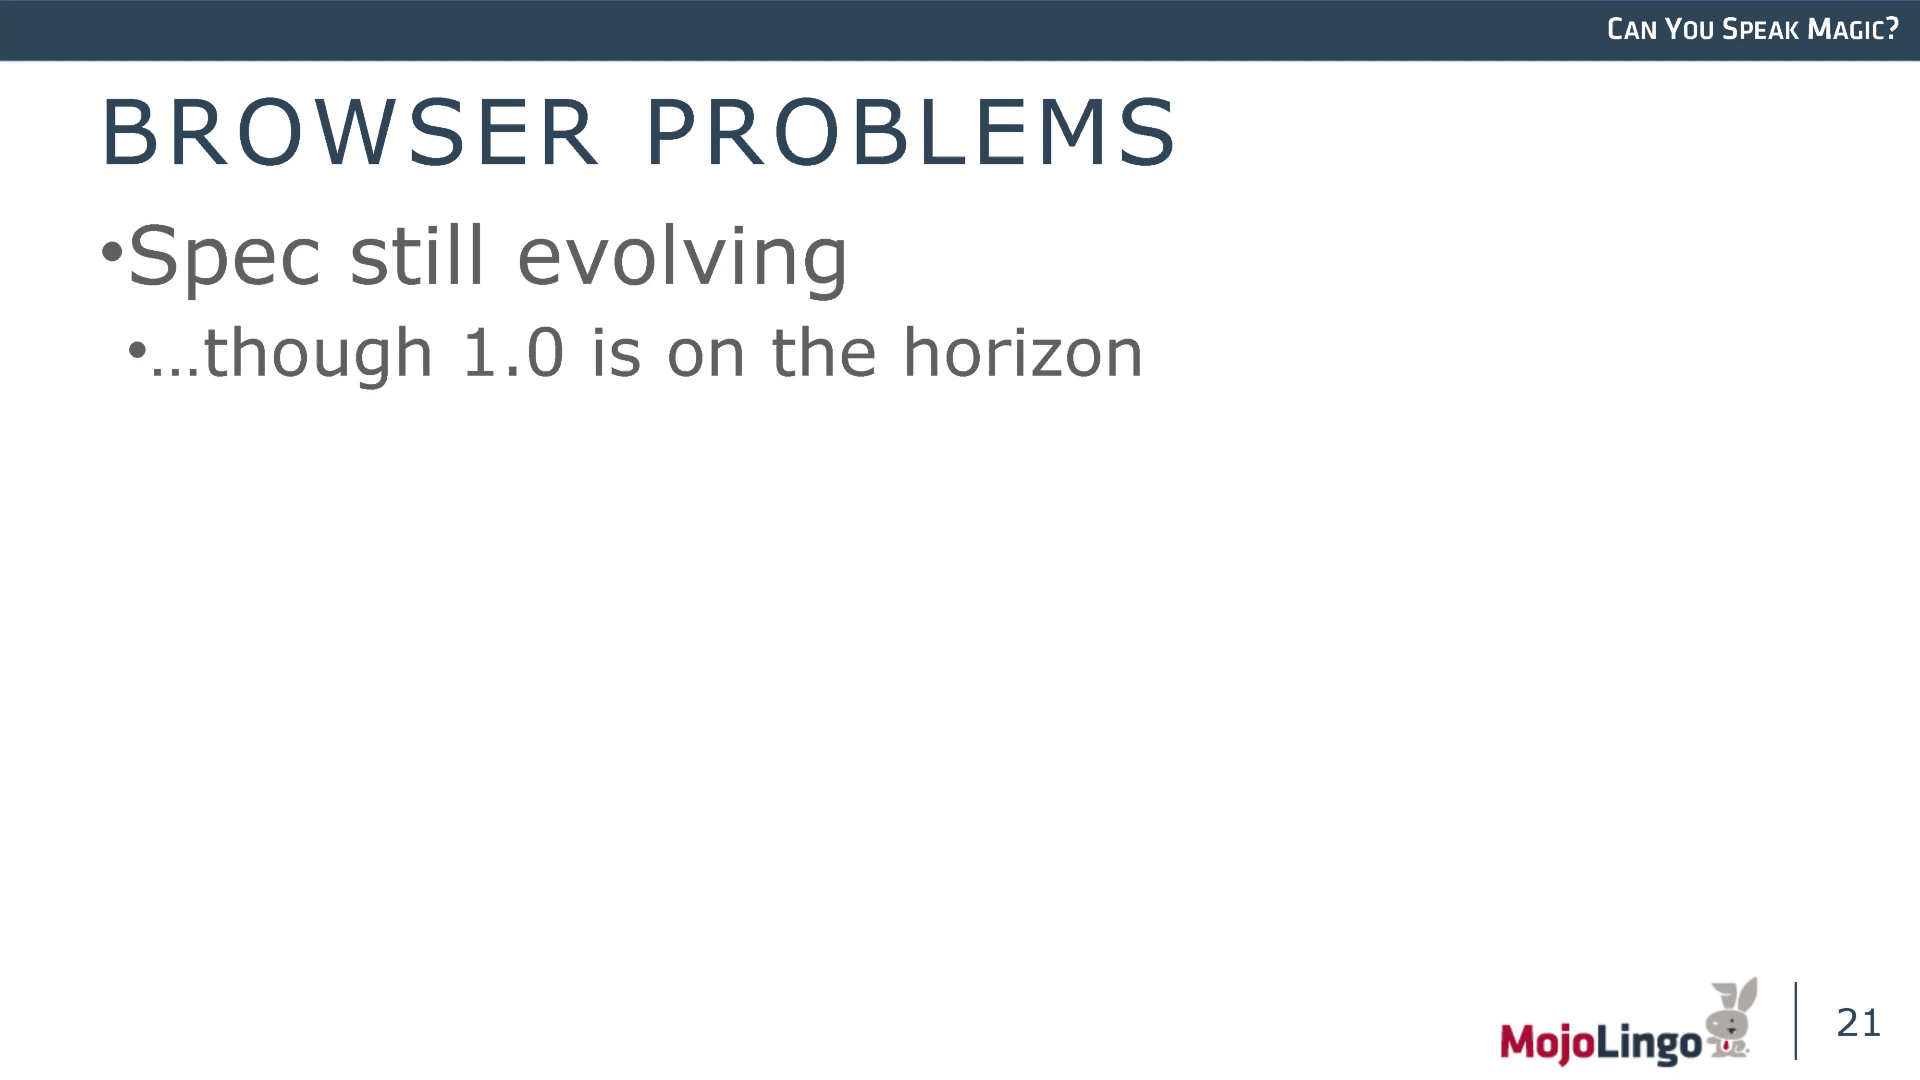 CAN YOU SPEAK MAGIC?
BROWSER PROBLEMS
•Spec still evolving
•…though 1.0 is on the horizon
MojoLingo
21